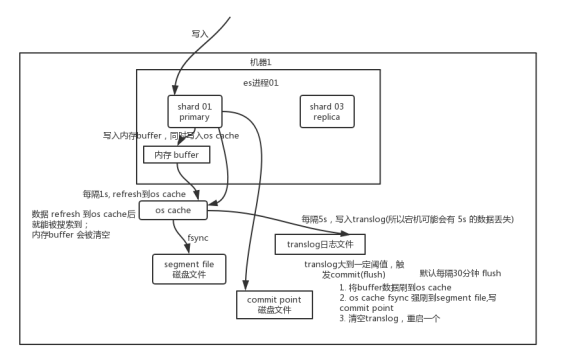 写入
机器1
es进程01
shard 01
primary
shard 03
replica
写入内存buffer，同时写入os cache
内存 buffer
每隔1s, refresh到os cache
os cache
数据 refresh 到os cache后
就能被搜索到；
内存buffer 会被清空
每隔5s，写入translog(所以宕机可能会有 5s 的数据丢失)
fsync
translog日志文件
segment file
磁盘文件
translog大到一定阈值，触
发commit(flush)
默认每隔30分钟 flush
commit point
磁盘文件
1. 将buffer数据刷到os cache
2. os cache fsync 强刷到segment file,写
commit point
3. 清空translog，重启一个